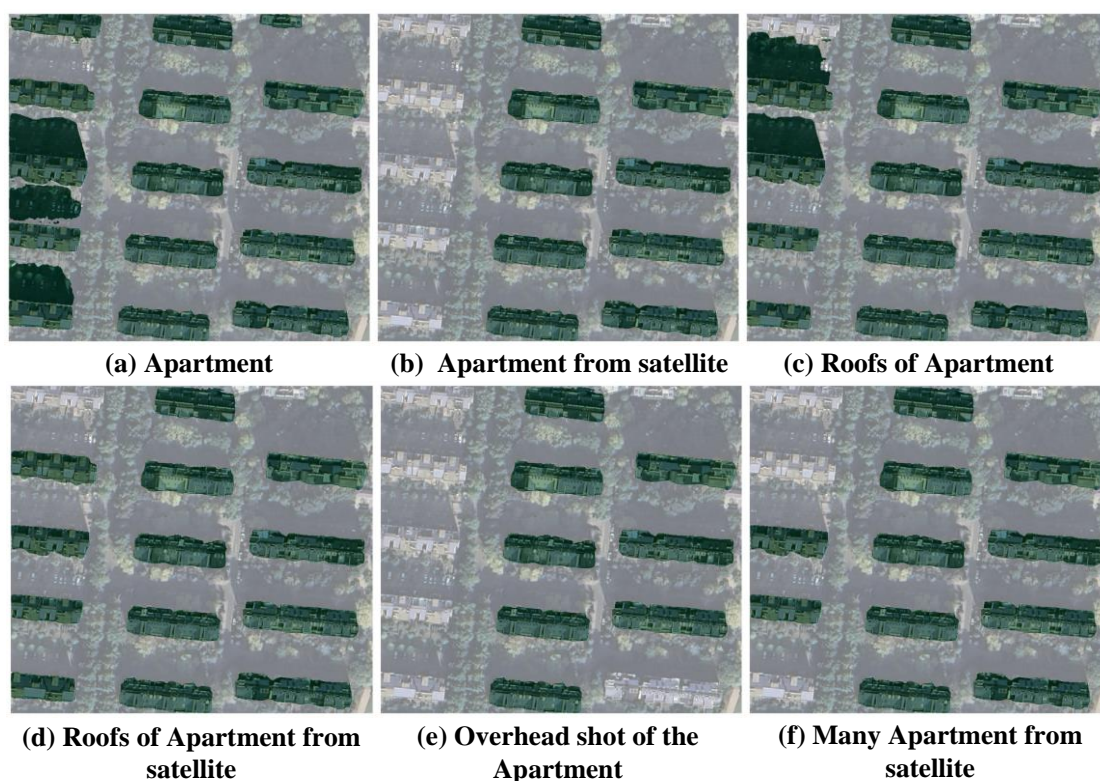 (a) Apartment
(b) Apartment from satellite
(c) Roofs of Apartment
(d) Roofs of Apartment from
satellite
(e) Overhead shot of the
Apartment
(f) Many Apartment from
satellite